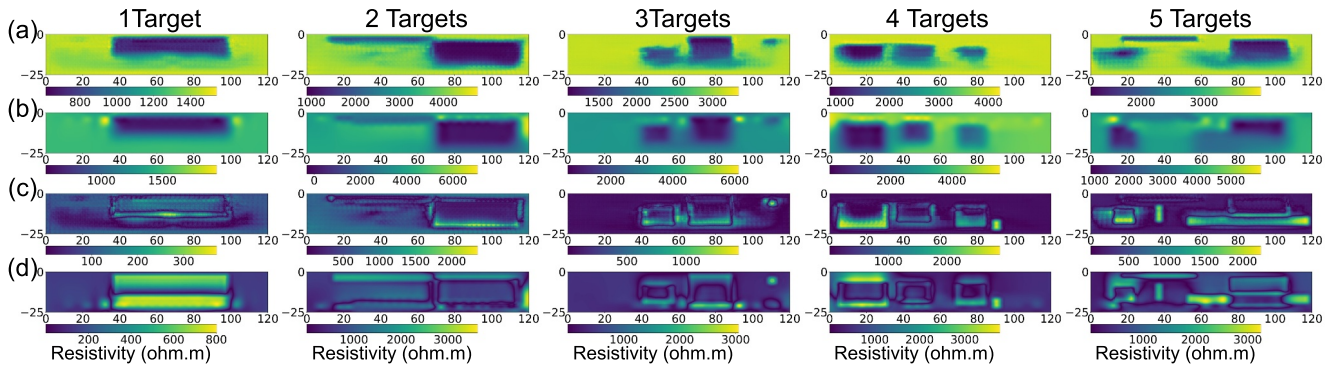 1Target 2 Targets 3Targets 4 Targets 5 Targets
(a) 0 0 0 0 0
−25 −25 −25 −25 −25
0 20 40 60 80 100 120 0 20 40 60 80 100 120 0 20 40 60 80 100 120 0 20 40 60 80 100 120 0 20 40 60 80 100 120
800 1000 1200 1400 1000 2000 3000 4000 1500 2000 2500 3000 1000 2000 3000 4000 2000 3000
(b) 0 0 0 0 0
−25 −25 −25 −25 −25
0 20 40 60 80 100 120 0 20 40 60 80 100 120 0 20 40 60 80 100 120 0 20 40 60 80 100 120 0 20 40 60 80 100 120
1000 1500 0 2000 4000 6000 2000 4000 6000 2000 4000 1000 2000 3000 4000 5000
(c) 0 0 0 0 0
−25 −25 −25 −25 −25
0 20 40 60 80 100 120 0 20 40 60 80 100 120 0 20 40 60 80 100 120 0 20 40 60 80 100 120 0 20 40 60 80 100 120
100 200 300 500 1000 1500 2000 500 1000 1000 2000 500 1000 1500 2000
(d) 0 0 0 0 0
−25 −25 −25 −25 −25
0 20 40 60 80 100 120 0 20 40 60 80 100 120 0 20 40 60 80 100 120 0 20 40 60 80 100 120 0 20 40 60 80 100 120
200 400 600 800 1000 2000 3000 1000 2000 3000 1000 2000 3000 1000 2000 3000
Resistivity (ohm.m) Resistivity (ohm.m) Resistivity (ohm.m) Resistivity (ohm.m) Resistivity (ohm.m)